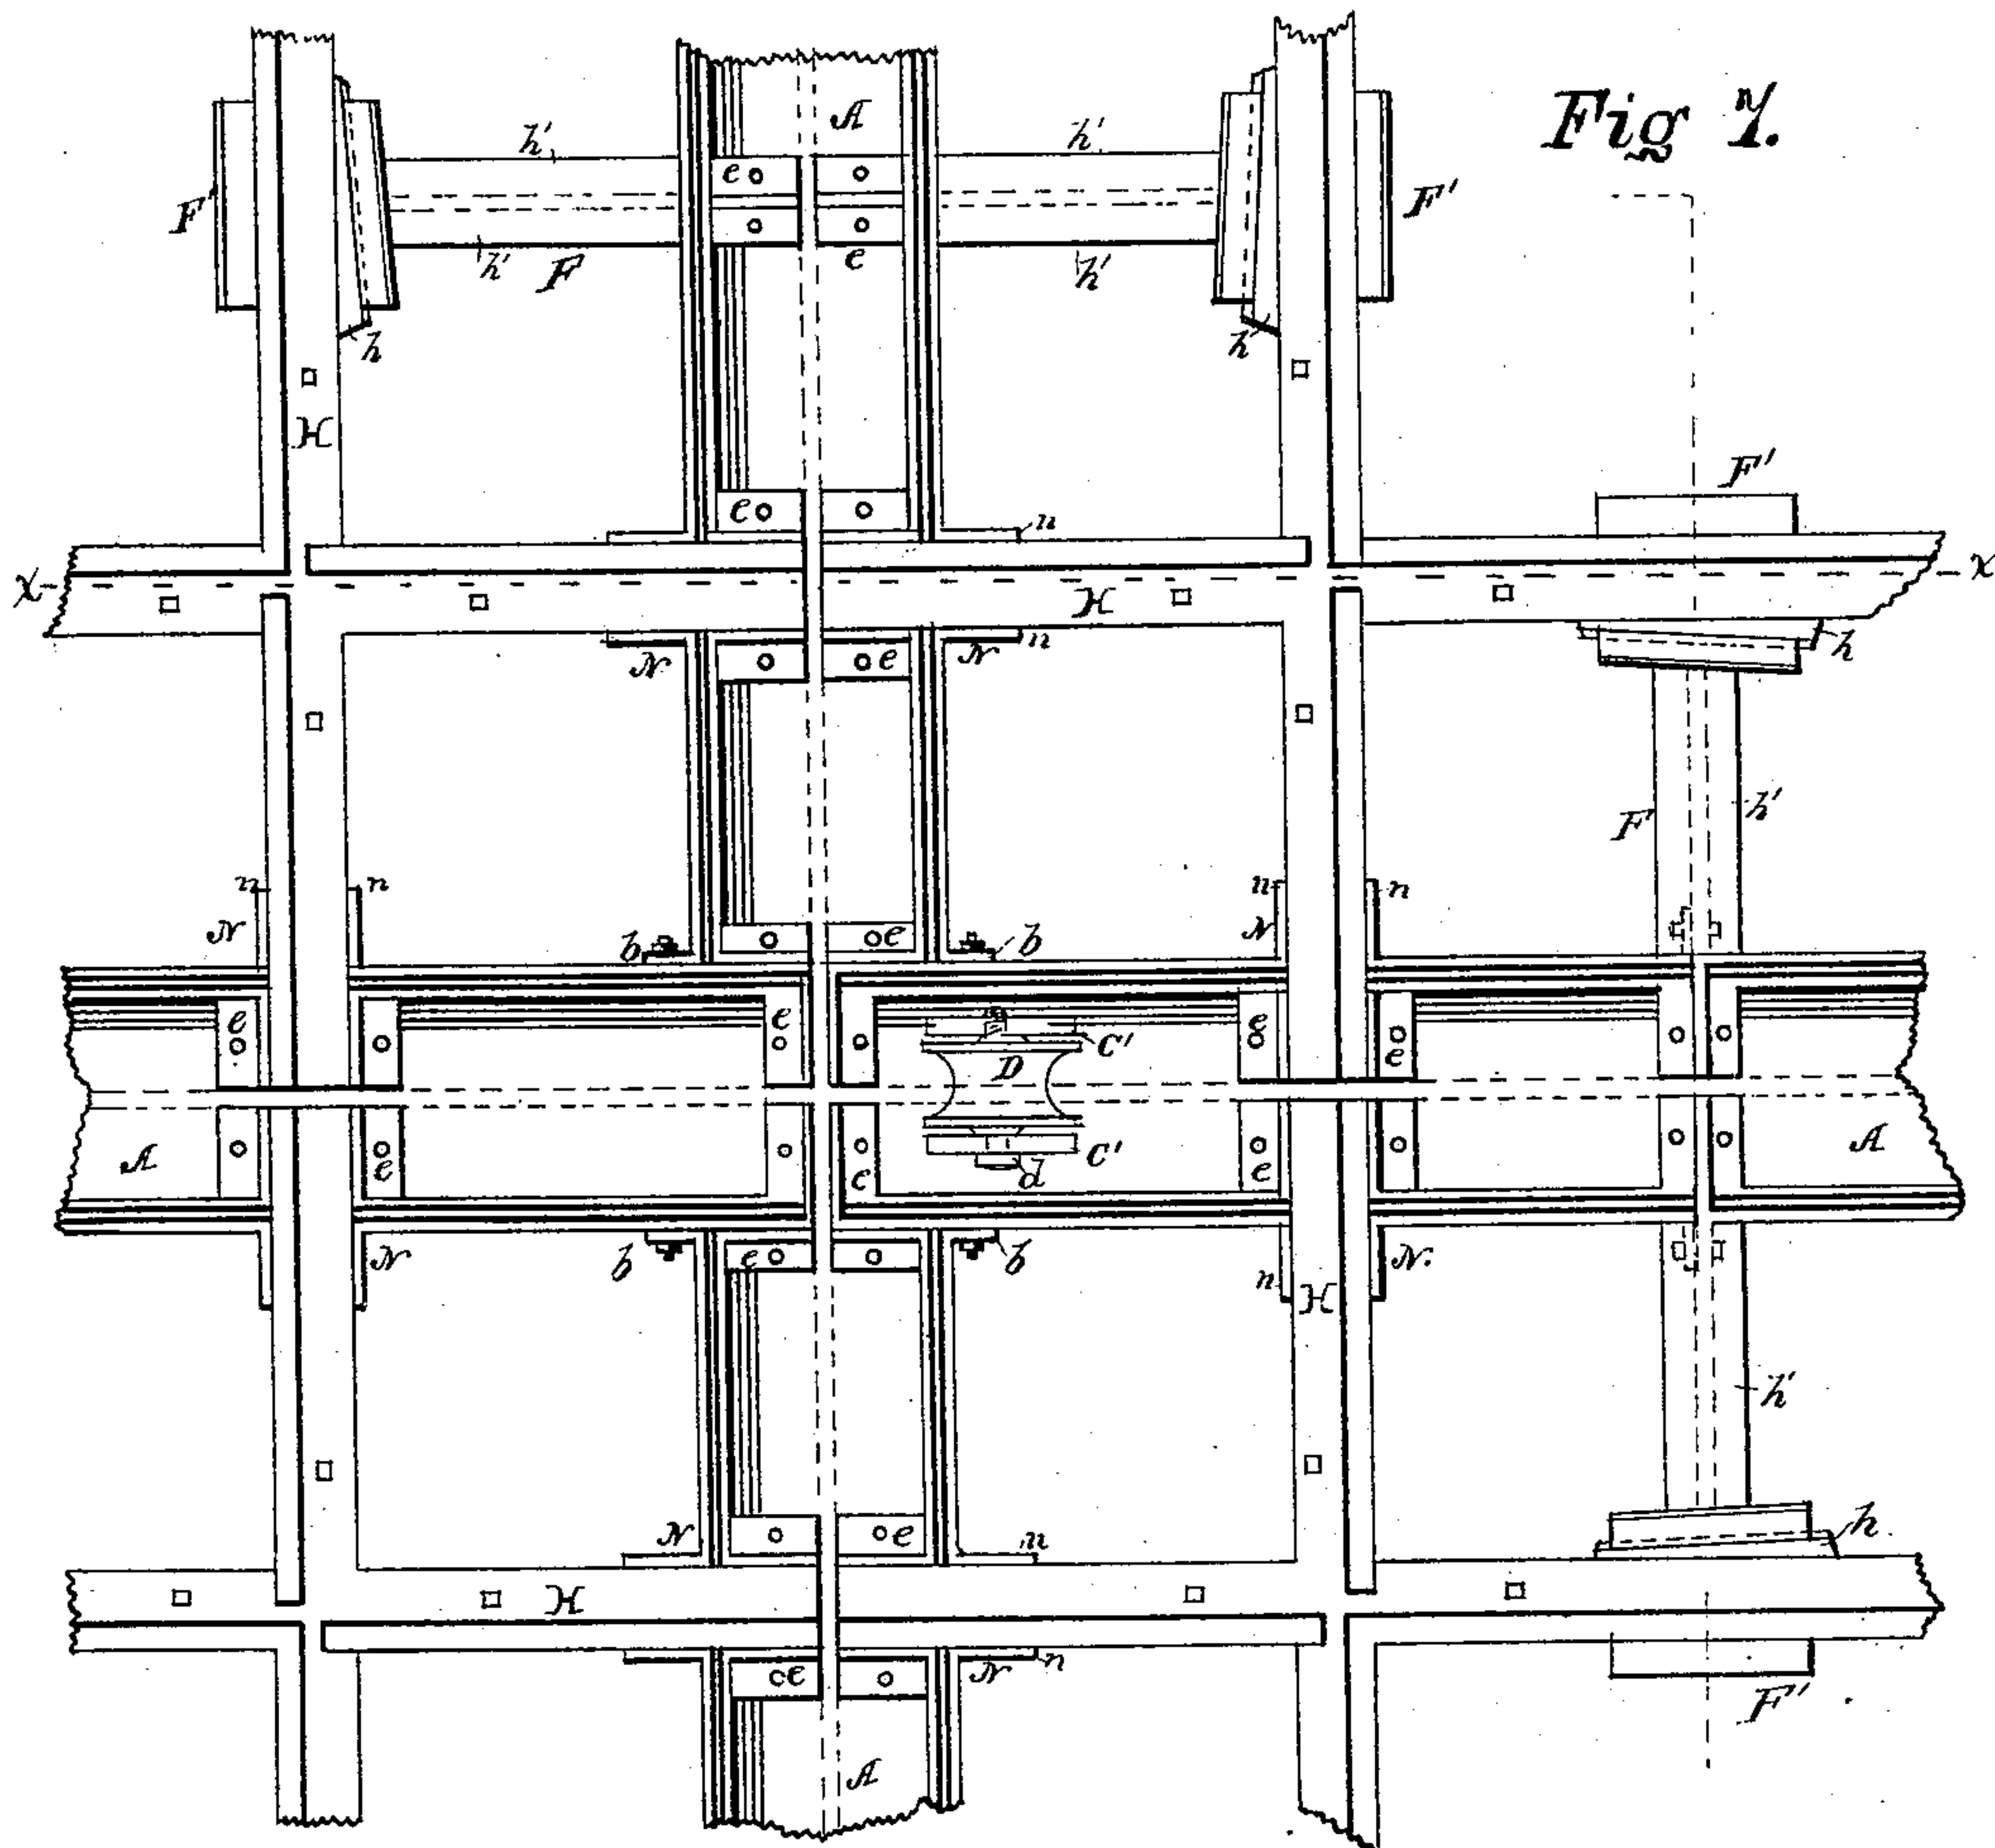 Fig 7.
A
h' h'
e
F' F'
h' F e h'
h h
H
F'
e n
X X
H
N e N n h
F h'
n n n n
N b e b N
e e e e
D C'
A e C' A
d
e e
N b e b n N.
H
h'
N e n h
H
e N n
F'
A